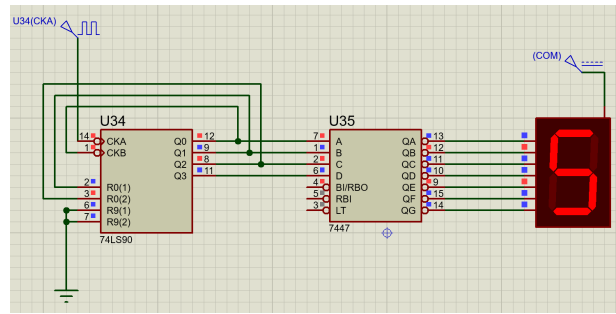 U34(CKA)
(COM)
U34
U35
14 CKA Q0 12
1 CKB Q1 9
Q2 8
Q3 11
2 R0(1)
3 R0(2)
6 R9(1)
7 R9(2)
74LS90
7 A QA 13
1 B QB 12
2 C QC 11
6 D QD 10
4 BI/RBO QE 9
5 RBI QF 15
3 LT QG 14
7447